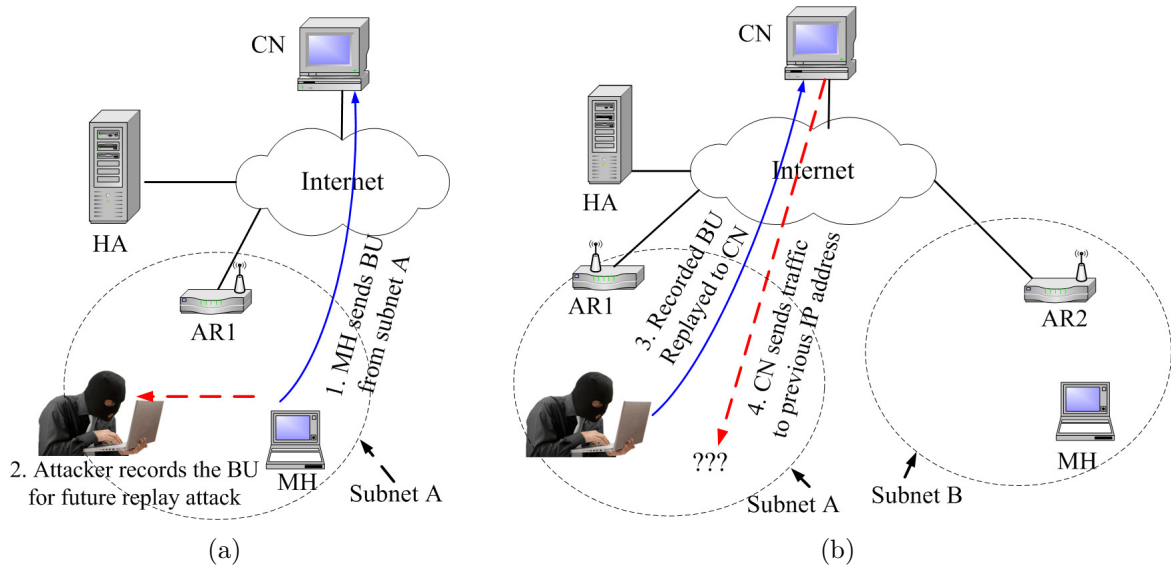 CN
Internet
HA
AR1
1. MH sends BU
from subnet A
2. Attacker records the BU
for future replay attack
MH
Subnet A
(a)
CN
Internet
HA
AR1
3. Recorded BU
Replayed to CN
4. CN sends traffic
to previous IP address
???
Subnet A
AR2
MH
Subnet B
(b)